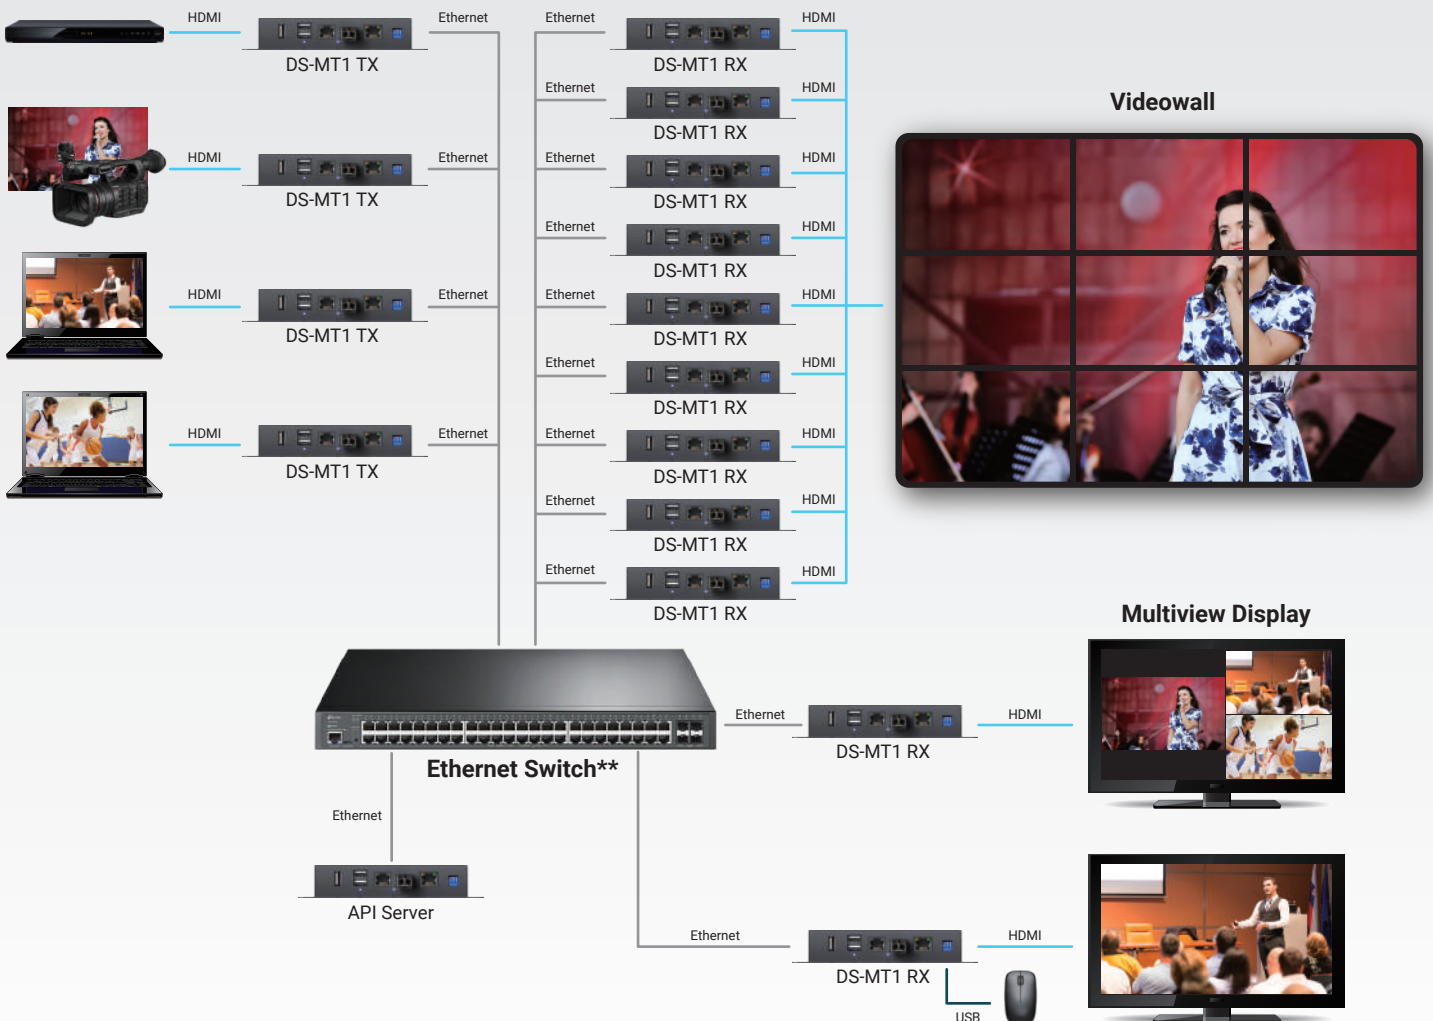 HDMI
Ethernet
DS-MT1 TX
HDMI
Ethernet
DS-MT1 TX
HDMI
Ethernet
DS-MT1 TX
HDMI
Ethernet
DS-MT1 TX
Ethernet
HDMI
DS-MT1 RX
Ethernet
HDMI
DS-MT1 RX
Ethernet
HDMI
DS-MT1 RX
Ethernet
HDMI
DS-MT1 RX
Ethernet
HDMI
DS-MT1 RX
Ethernet
HDMI
DS-MT1 RX
Ethernet
HDMI
DS-MT1 RX
Ethernet
HDMI
DS-MT1 RX
Ethernet
HDMI
DS-MT1 RX
Videowall
Multiview Display
Ethernet Switch**
Ethernet
HDMI
DS-MT1 RX
Ethernet
API Server
Ethernet
HDMI
DS-MT1 RX
USB